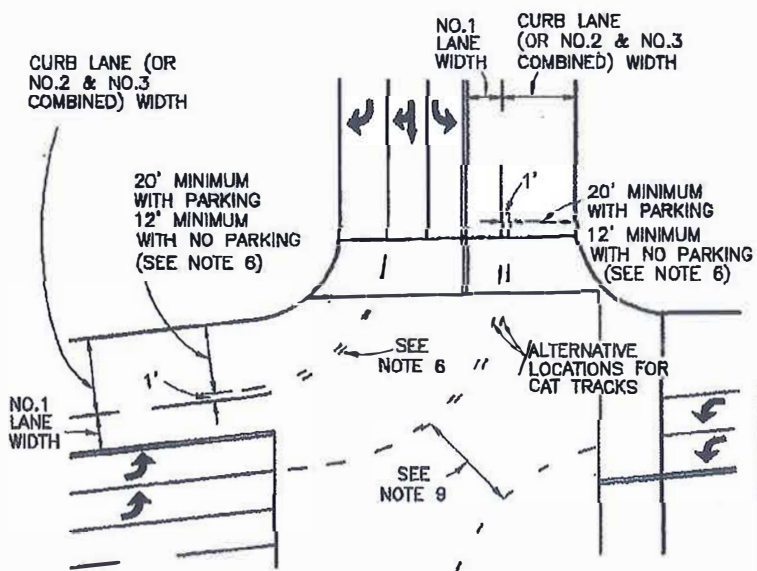 NO.1
LANE
WIDTH
CURB LANE
(OR NO.2 & NO.3
COMBINED) WIDTH
CURB LANE (OR
NO.2 & NO.3
COMBINED) WIDTH
20' MINIMUM
WITH PARKING
12' MINIMUM
WITH NO PARKING
(SEE NOTE 6)
1'
20' MINIMUM
WITH PARKING
12' MINIMUM
WITH NO PARKING
(SEE NOTE 6)
SEE
NOTE 6
ALTERNATIVE
LOCATIONS FOR
CAT TRACKS
1'
NO.1
LANE
WIDTH
SEE
NOTE 9